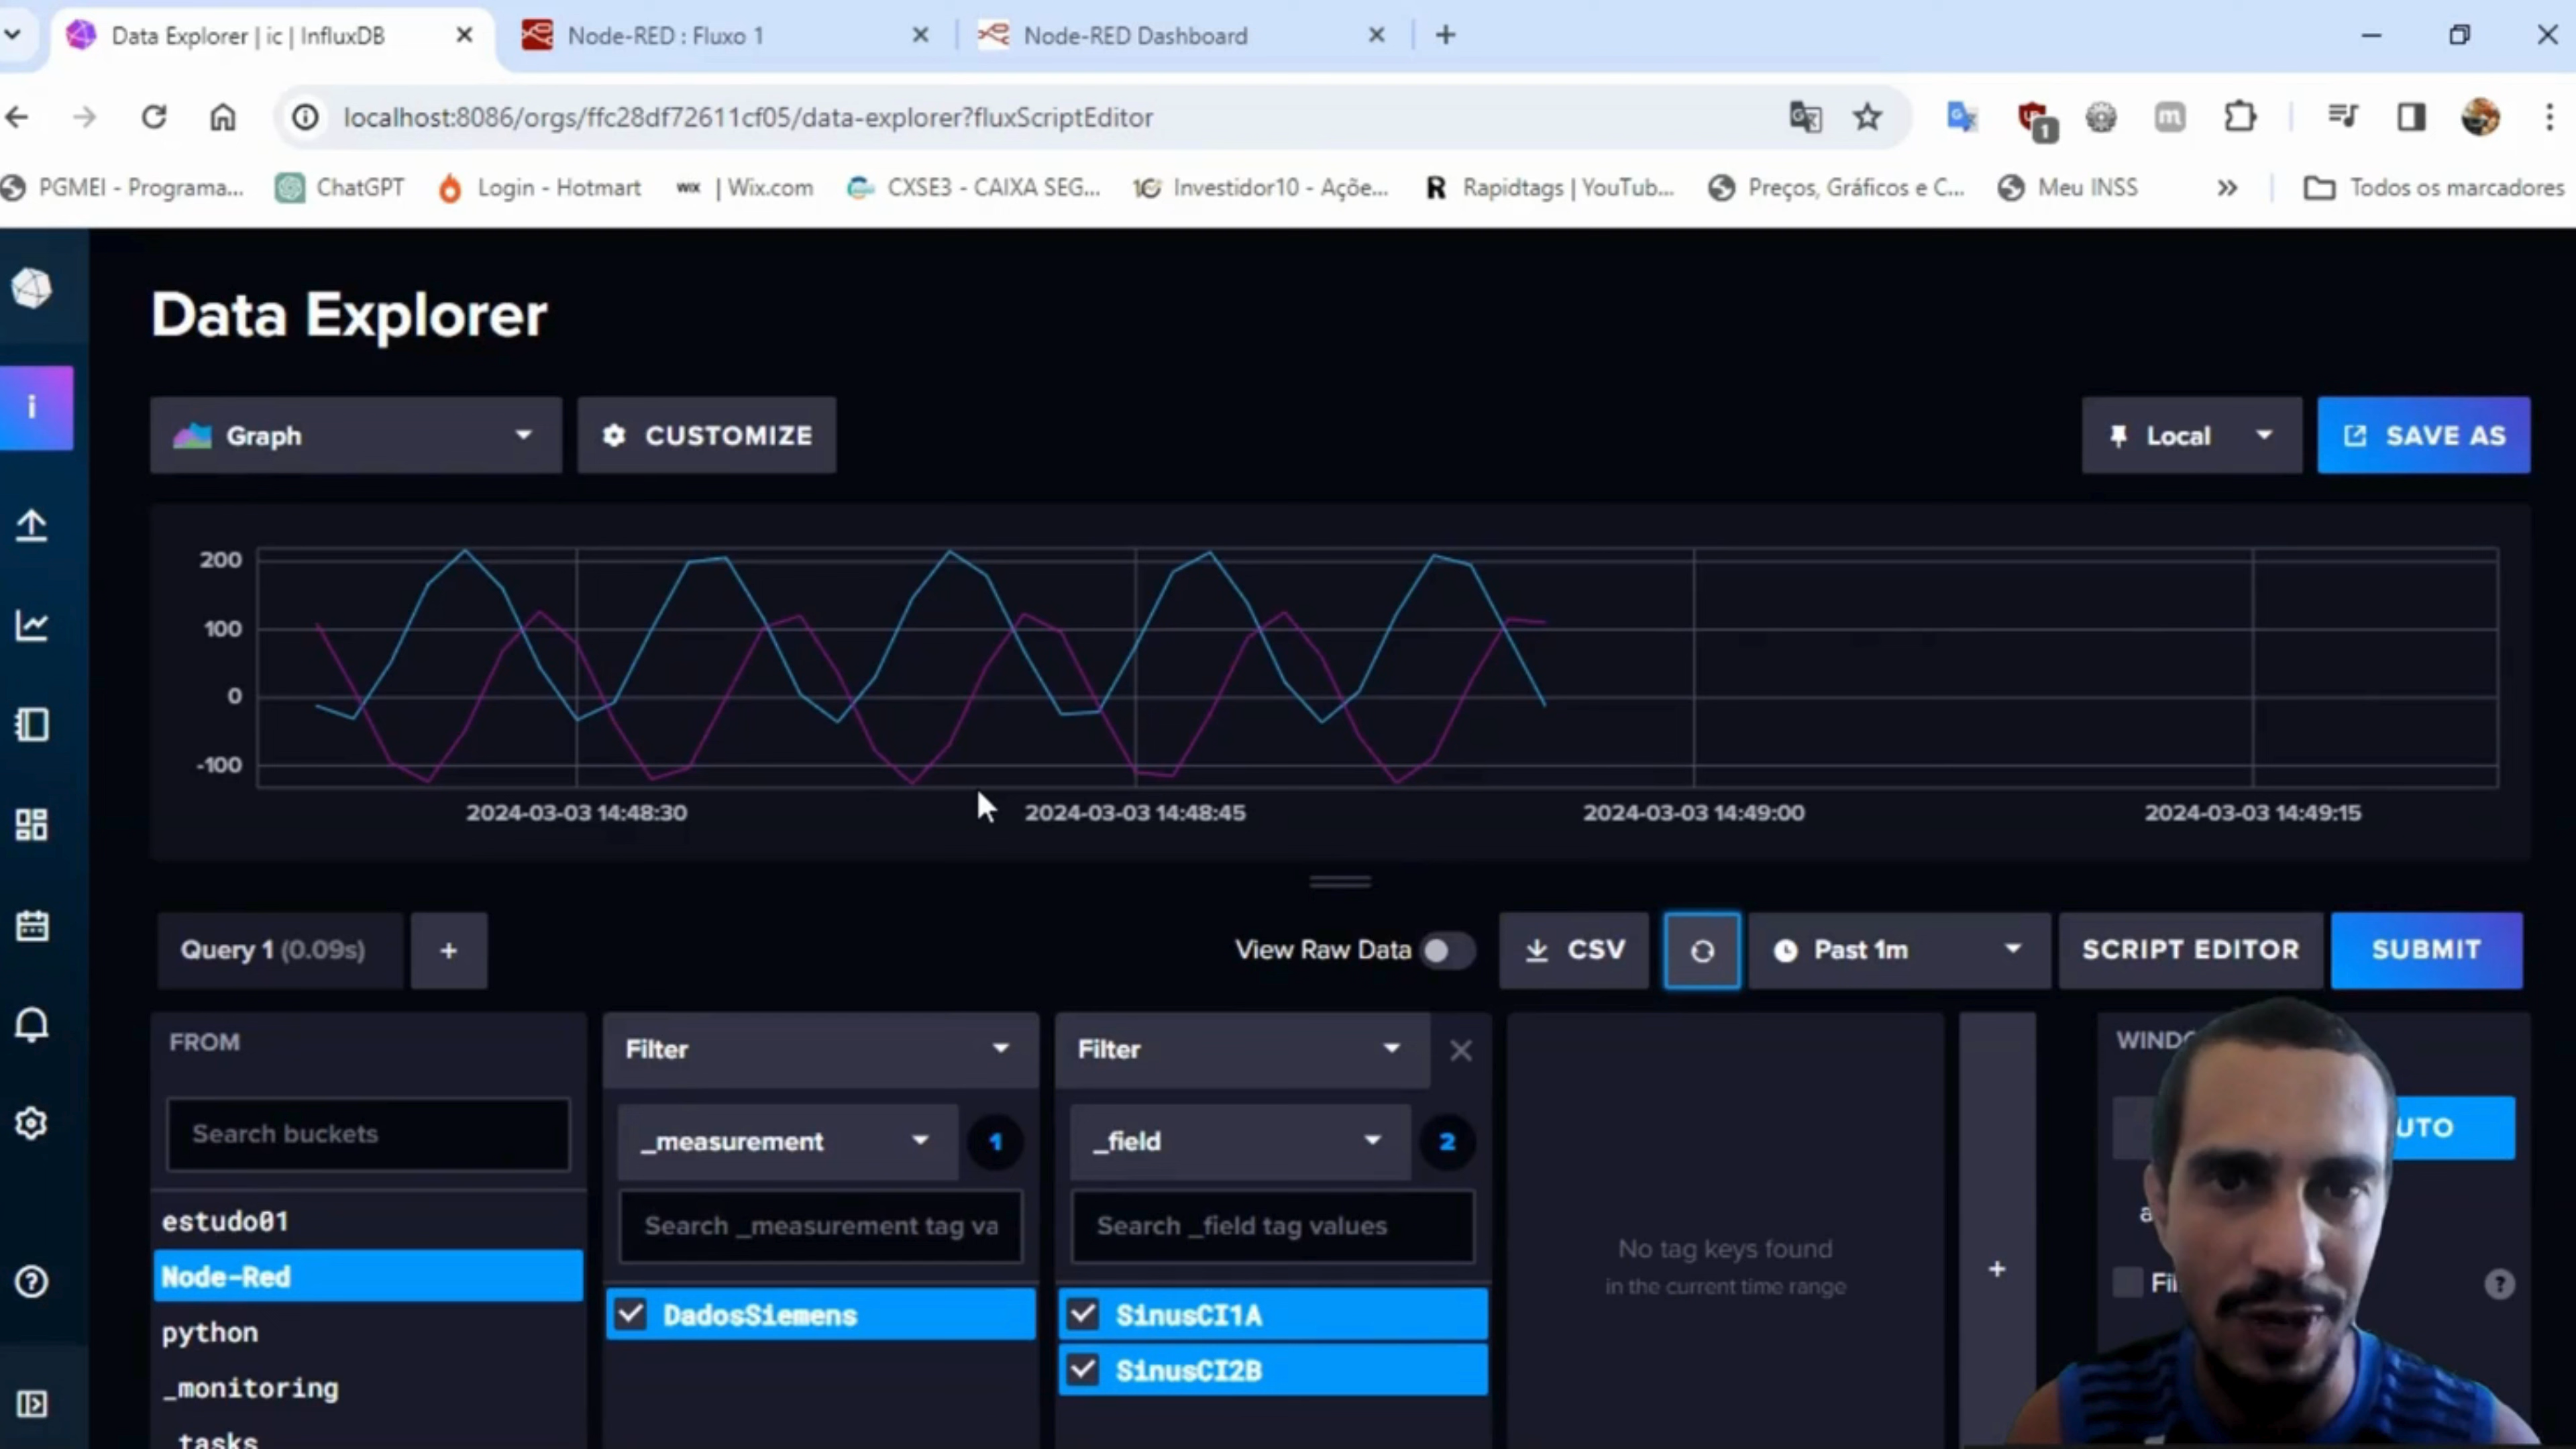 Data Explorer | ic | InfluxDB
Node-RED : Fluxo 1
Node-RED Dashboard
localhost:8086/orgs/ffc28df72611cf05/data-explorer?fluxScriptEditor
1
m
PGMEI - Programa...
ChatGPT
Login - Hotmart
WIX | Wix.com
CXSE3 - CAIXA SEG...
Investidor10 - Açõe...
R Rapidtags | YouTub...
Preços, Gráficos e C...
Meu INSS
Todos os marcadores
Data Explorer
i
Graph
CUSTOMIZE
Local
SAVE AS
200
100
0
-100
2024-03-03 14:48:30
2024-03-03 14:48:45
2024-03-03 14:49:00
2024-03-03 14:49:15
Query 1 (0.09s)
+
View Raw Data
CSV
Past 1m
SCRIPT EDITOR
SUBMIT
FROM
Search buckets
estudo01
Node-Red
python
_monitoring
_tasks
Filter
_measurement
1
Search _measurement tag va
DadosSiemens
Filter
_field
2
Search _field tag values
SinusCI1A
SinusCI2B
No tag keys found
in the current time range
+